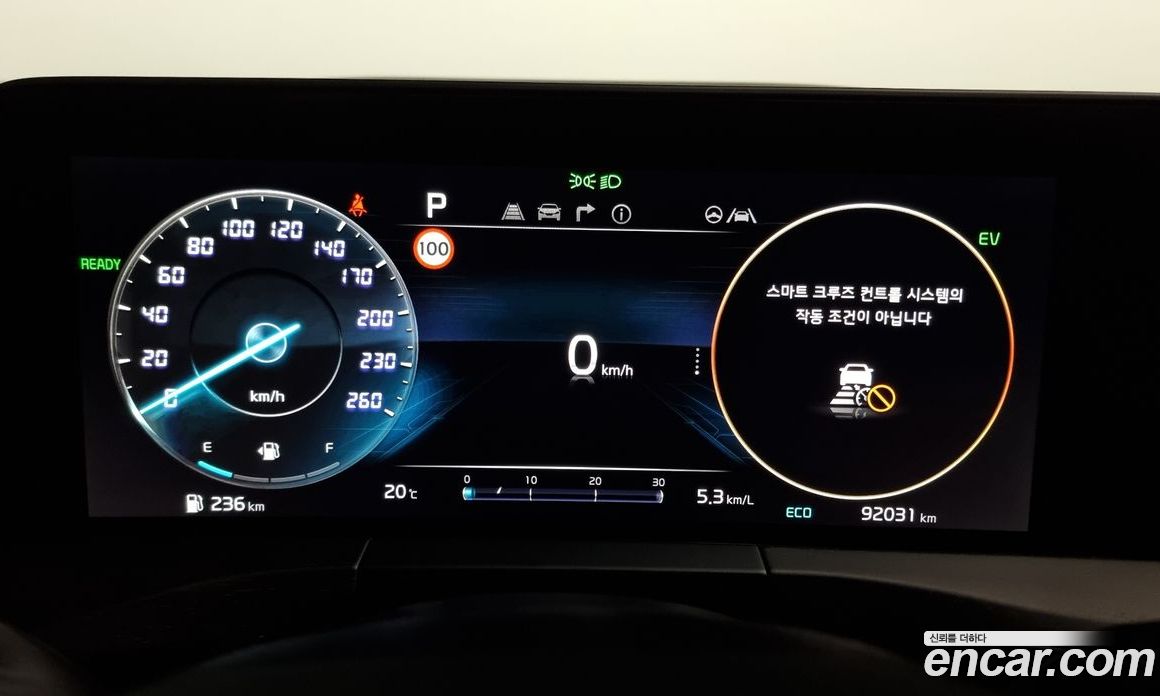 READY
0
20
40
60
80
100
120
140
170
200
230
260
km/h
E
F
236 km
P
100
0 km/h
20℃
0 10 20 30
5.3 km/L
EV
스마트 크루즈 컨트롤 시스템의
작동 조건이 아닙니다
ECO
92031 km
신뢰를 더하다
encar.com